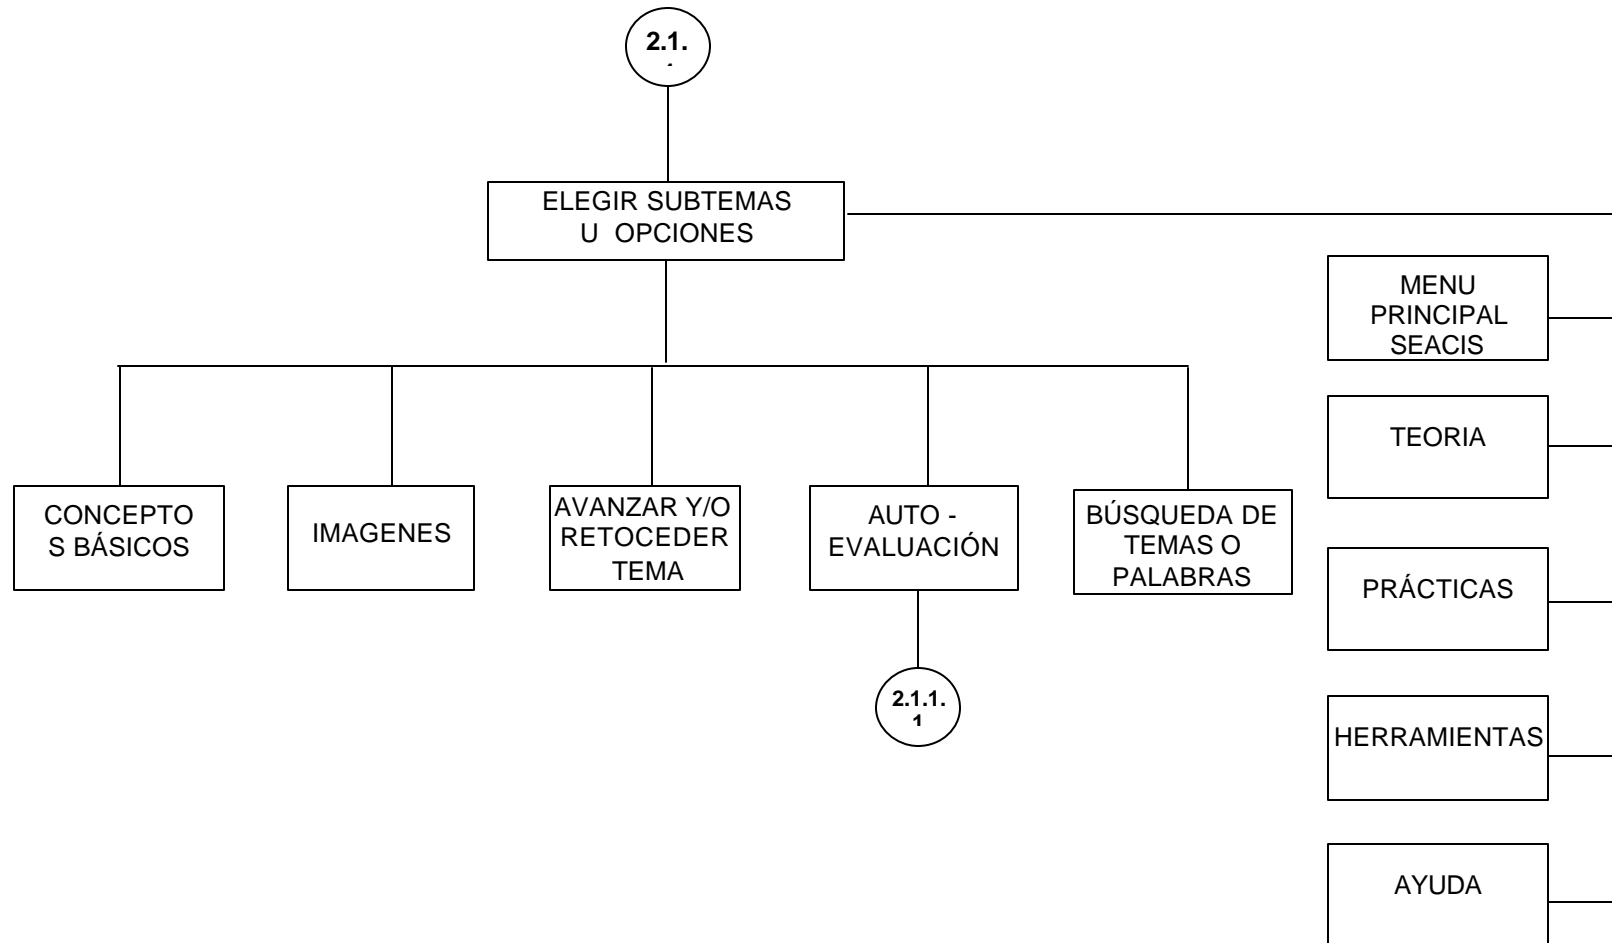 2.1.
ELEGIR SUBTEMAS
U OPCIONES
MENU
PRINCIPAL
SEACIS
TEORIA
CONCEPTO
S BÁSICOS
IMAGENES
AVANZAR Y/O
RETOCEDER
TEMA
AUTO -
EVALUACIÓN
BÚSQUEDA DE
TEMAS O
PALABRAS
PRÁCTICAS
2.1.1.
1
HERRAMIENTAS
AYUDA